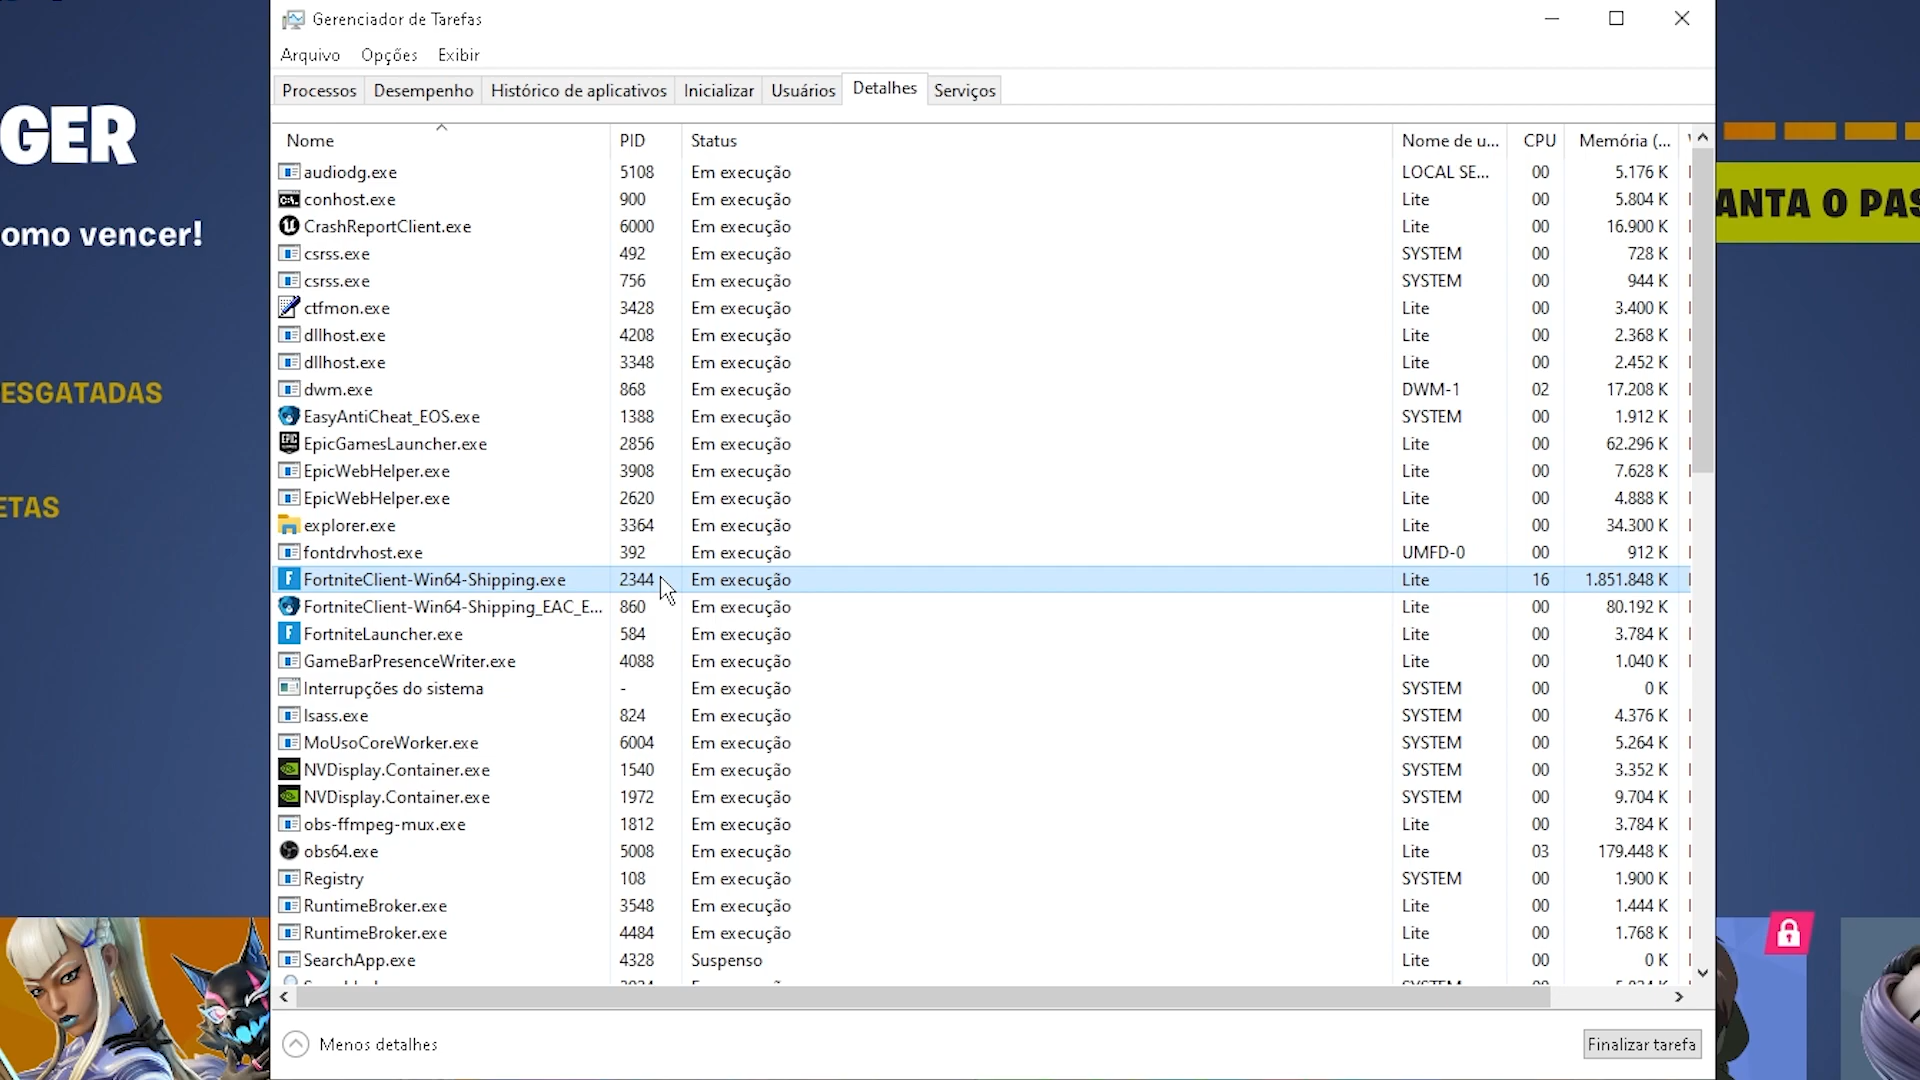 Gerenciador de Tarefas
Arquivo Opções Exibir
Processos Desempenho Histórico de aplicativos Inicializar Usuários Detalhes Serviços
Nome PID Status Nome de u... CPU Memória (...
audiodg.exe 5108 Em execução LOCAL SE... 00 5.176 K
conhost.exe 900 Em execução Lite 00 5.804 K
CrashReportClient.exe 6000 Em execução Lite 00 16.900 K
csrss.exe 492 Em execução SYSTEM 00 728 K
csrss.exe 756 Em execução SYSTEM 00 944 K
ctfmon.exe 3428 Em execução Lite 00 3.400 K
dllhost.exe 4208 Em execução Lite 00 2.368 K
dllhost.exe 3348 Em execução Lite 00 2.452 K
dwm.exe 868 Em execução DWM-1 02 17.208 K
EasyAntiCheat_EOS.exe 1388 Em execução SYSTEM 00 1.912 K
EpicGamesLauncher.exe 2856 Em execução Lite 00 62.296 K
EpicWebHelper.exe 3908 Em execução Lite 00 7.628 K
EpicWebHelper.exe 2620 Em execução Lite 00 4.888 K
explorer.exe 3364 Em execução Lite 00 34.300 K
fontdrvhost.exe 392 Em execução UMFD-0 00 912 K
FortniteClient-Win64-Shipping.exe 2344 Em execução Lite 16 1.851.848 K
FortniteClient-Win64-Shipping_EAC_E... 860 Em execução Lite 00 80.192 K
FortniteLauncher.exe 584 Em execução Lite 00 3.784 K
GameBarPresenceWriter.exe 4088 Em execução Lite 00 1.040 K
Interrupções do sistema - Em execução SYSTEM 00 0 K
lsass.exe 824 Em execução SYSTEM 00 4.376 K
MoUsoCoreWorker.exe 6004 Em execução SYSTEM 00 5.264 K
NVDisplay.Container.exe 1540 Em execução SYSTEM 00 3.352 K
NVDisplay.Container.exe 1972 Em execução SYSTEM 00 9.704 K
obs-ffmpeg-mux.exe 1812 Em execução Lite 00 3.784 K
obs64.exe 5008 Em execução Lite 03 179.448 K
Registry 108 Em execução SYSTEM 00 1.900 K
RuntimeBroker.exe 3548 Em execução Lite 00 1.444 K
RuntimeBroker.exe 4484 Em execução Lite 00 1.768 K
SearchApp.exe 4328 Suspenso Lite 00 0 K
Menos detalhes Finalizar tarefa
GER
omo vencer!
ESGATADAS
ETAS
ANTA O PAS